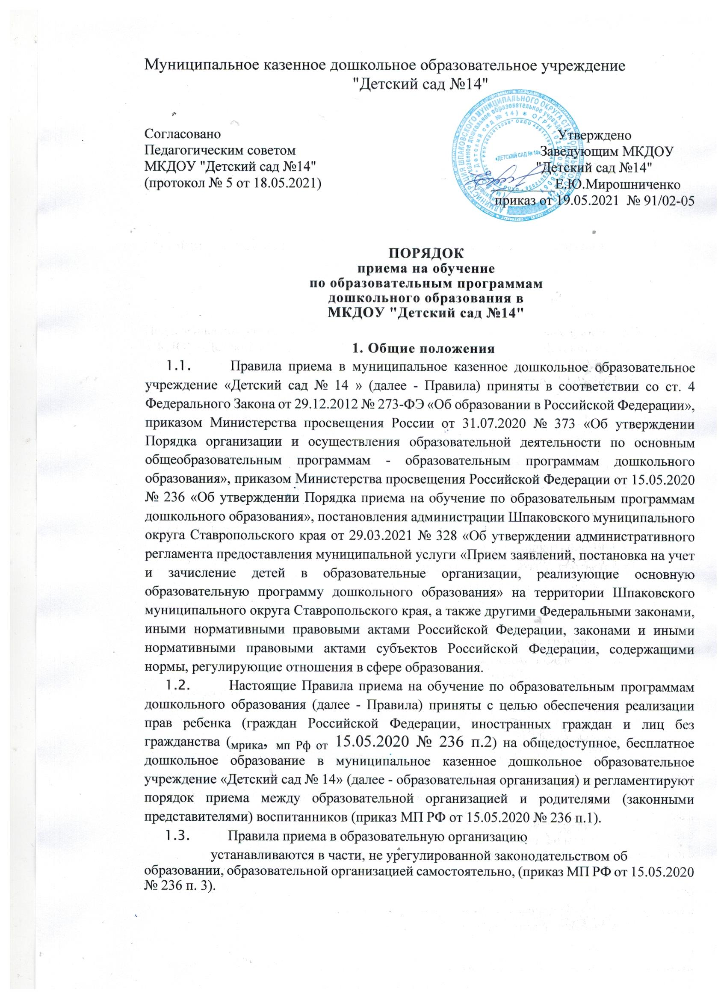 Муниципальное казенное дошкольное образовательное учреждение
"Детский сад №14"
Согласовано
Педагогическим советом
МКДОУ "Детский сад №14"
(протокол № 5 от 18.05.2021)
Утверждено
Заведующим МКДОУ
"Детский сад №14"
Е.Ю.Мирошниченко
приказ от 19.05.2021 № 91/02-05
«ДЕТСКИЙ САД № 14»
ПОРЯДОК
приема на обучение
по образовательным программам
дошкольного образования в
МКДОУ "Детский сад №14"
1. Общие положения
1.1. Правила приема в муниципальное казенное дошкольное образовательное
учреждение «Детский сад № 14 » (далее - Правила) приняты в соответствии со ст. 4
Федерального Закона от 29.12.2012 № 273-ФЭ «Об образовании в Российской Федерации»,
приказом Министерства просвещения России от 31.07.2020 № 373 «Об утверждении
Порядка организации и осуществления образовательной деятельности по основным
общеобразовательным программам - образовательным программам дошкольного
образования», приказом Министерства просвещения Российской Федерации от 15.05.2020
№ 236 «Об утверждении Порядка приема на обучение по образовательным программам
дошкольного образования», постановления администрации Шпаковского муниципального
округа Ставропольского края от 29.03.2021 № 328 «Об утверждении административного
регламента предоставления муниципальной услуги «Прием заявлений, постановка на учет
и зачисление детей в образовательные организации, реализующие основную
образовательную программу дошкольного образования» на территории Шпаковского
муниципального округа Ставропольского края, а также другими Федеральными законами,
иными нормативными правовыми актами Российской Федерации, законами и иными
нормативными правовыми актами субъектов Российской Федерации, содержащими
нормы, регулирующие отношения в сфере образования.
1.2. Настоящие Правила приема на обучение по образовательным программам
дошкольного образования (далее - Правила) приняты с целью обеспечения реализации
прав ребенка (граждан Российской Федерации, иностранных граждан и лиц без
гражданства (мрика, мп Рф от 15.05.2020 № 236 п.2) на общедоступное, бесплатное
дошкольное образование в муниципальное казенное дошкольное образовательное
учреждение «Детский сад № 14» (далее - образовательная организация) и регламентируют
порядок приема между образовательной организацией и родителями (законными
представителями) воспитанников (приказ МП РФ от 15.05.2020 № 236 п.1).
1.3. Правила приема в образовательную организацию
устанавливаются в части, не урегулированной законодательством об
образовании, образовательной организацией самостоятельно, (приказ МП РФ от 15.05.2020
№ 236 п. 3).